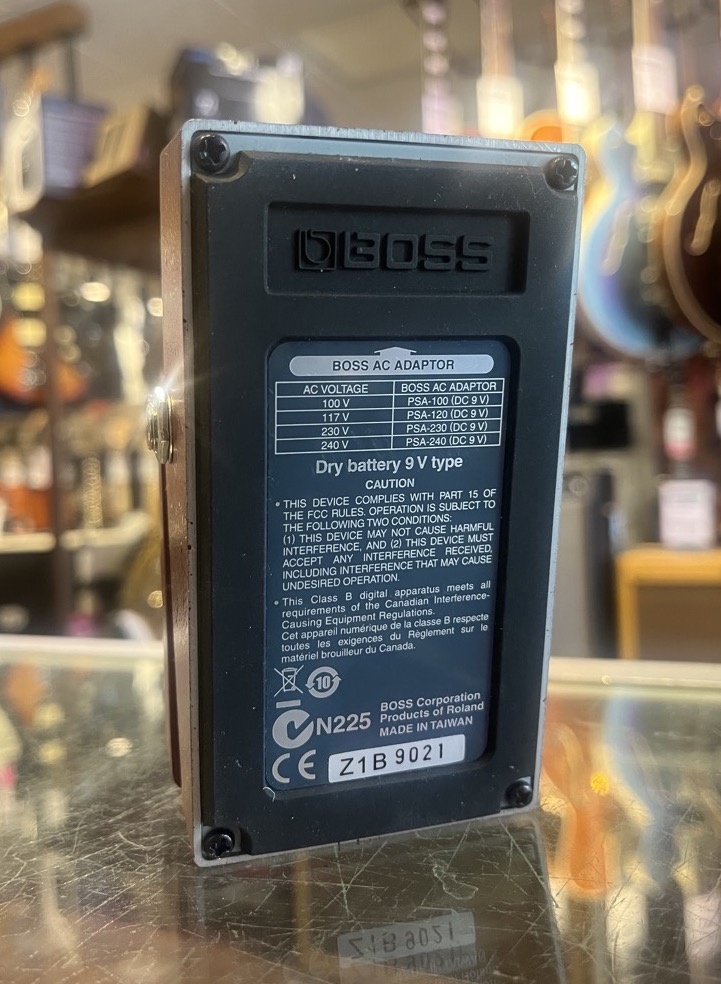 BOSS
BOSS AC ADAPTOR
AC VOLTAGE BOSS AC ADAPTOR
100 V PSA-100 (DC 9 V)
117 V PSA-120 (DC 9 V)
230 V PSA-230 (DC 9 V)
240 V PSA-240 (DC 9 V)
Dry battery 9 V type
CAUTION
• THIS DEVICE COMPLIES WITH PART 15 OF
THE FCC RULES. OPERATION IS SUBJECT TO
THE FOLLOWING TWO CONDITIONS:
(1) THIS DEVICE MAY NOT CAUSE HARMFUL
INTERFERENCE, AND (2) THIS DEVICE MUST
ACCEPT ANY INTERFERENCE RECEIVED,
INCLUDING INTERFERENCE THAT MAY CAUSE
UNDESIRED OPERATION.
• This Class B digital apparatus meets all
requirements of the Canadian Interference-
Causing Equipment Regulations.
Cet appareil numérique de la classe B respecte
toutes les exigences du Règlement sur le
matériel brouilleur du Canada.
10
N225
BOSS Corporation
Products of Roland
MADE IN TAIWAN
CE
Z1B 9021